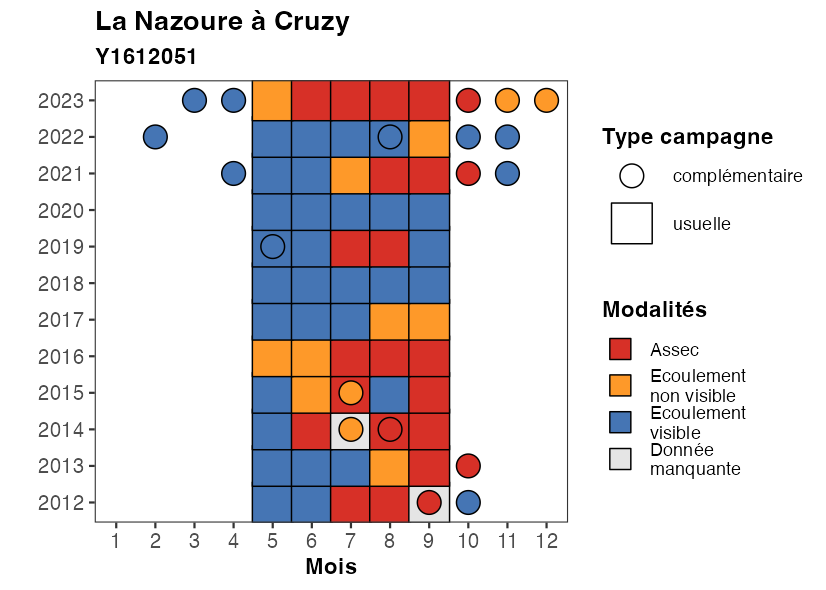 La Nazoure à Cruzy
Y1612051
2023
2022
2021
2020
2019
2018
2017
2016
2015
2014
2013
2012
1 2 3 4 5 6 7 8 9 10 11 12
Mois
Type campagne
complémentaire
usuelle
Modalités
Assec
Ecoulement
non visible
Ecoulement
visible
Donnée
manquante